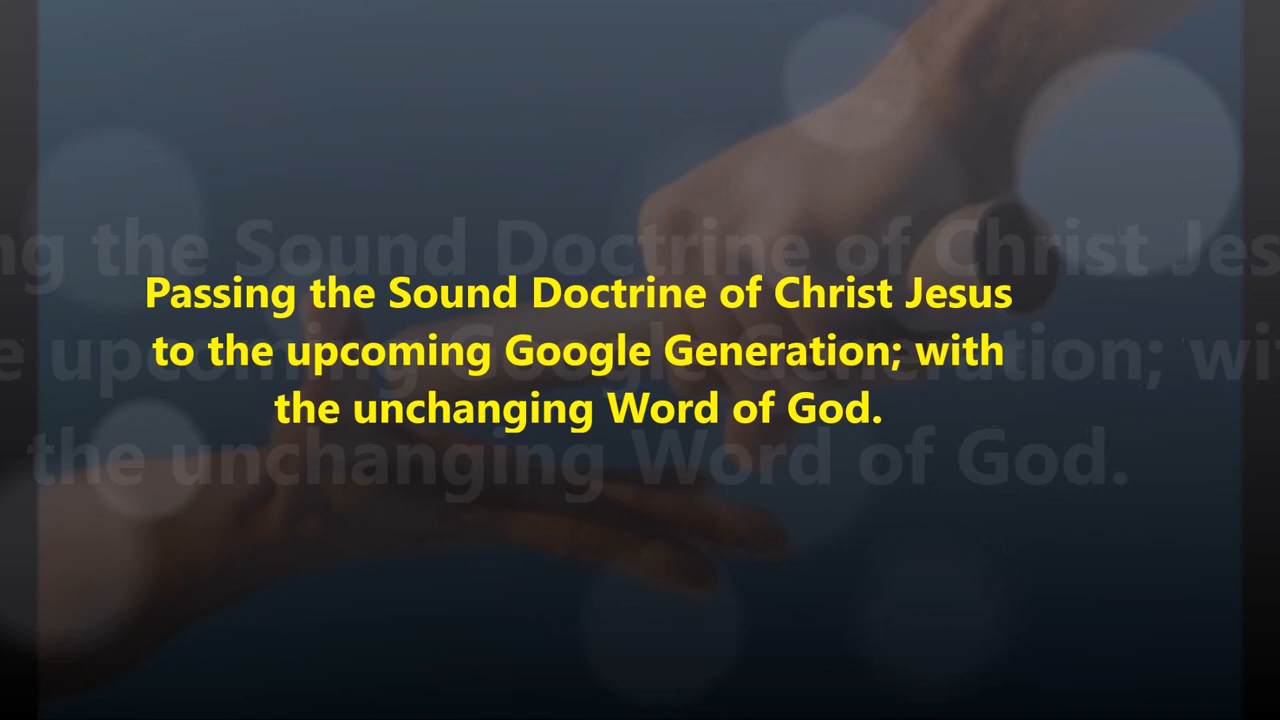 Passing the Sound Doctrine of Christ Jesus
to the upcoming Google Generation; with
the unchanging Word of God.